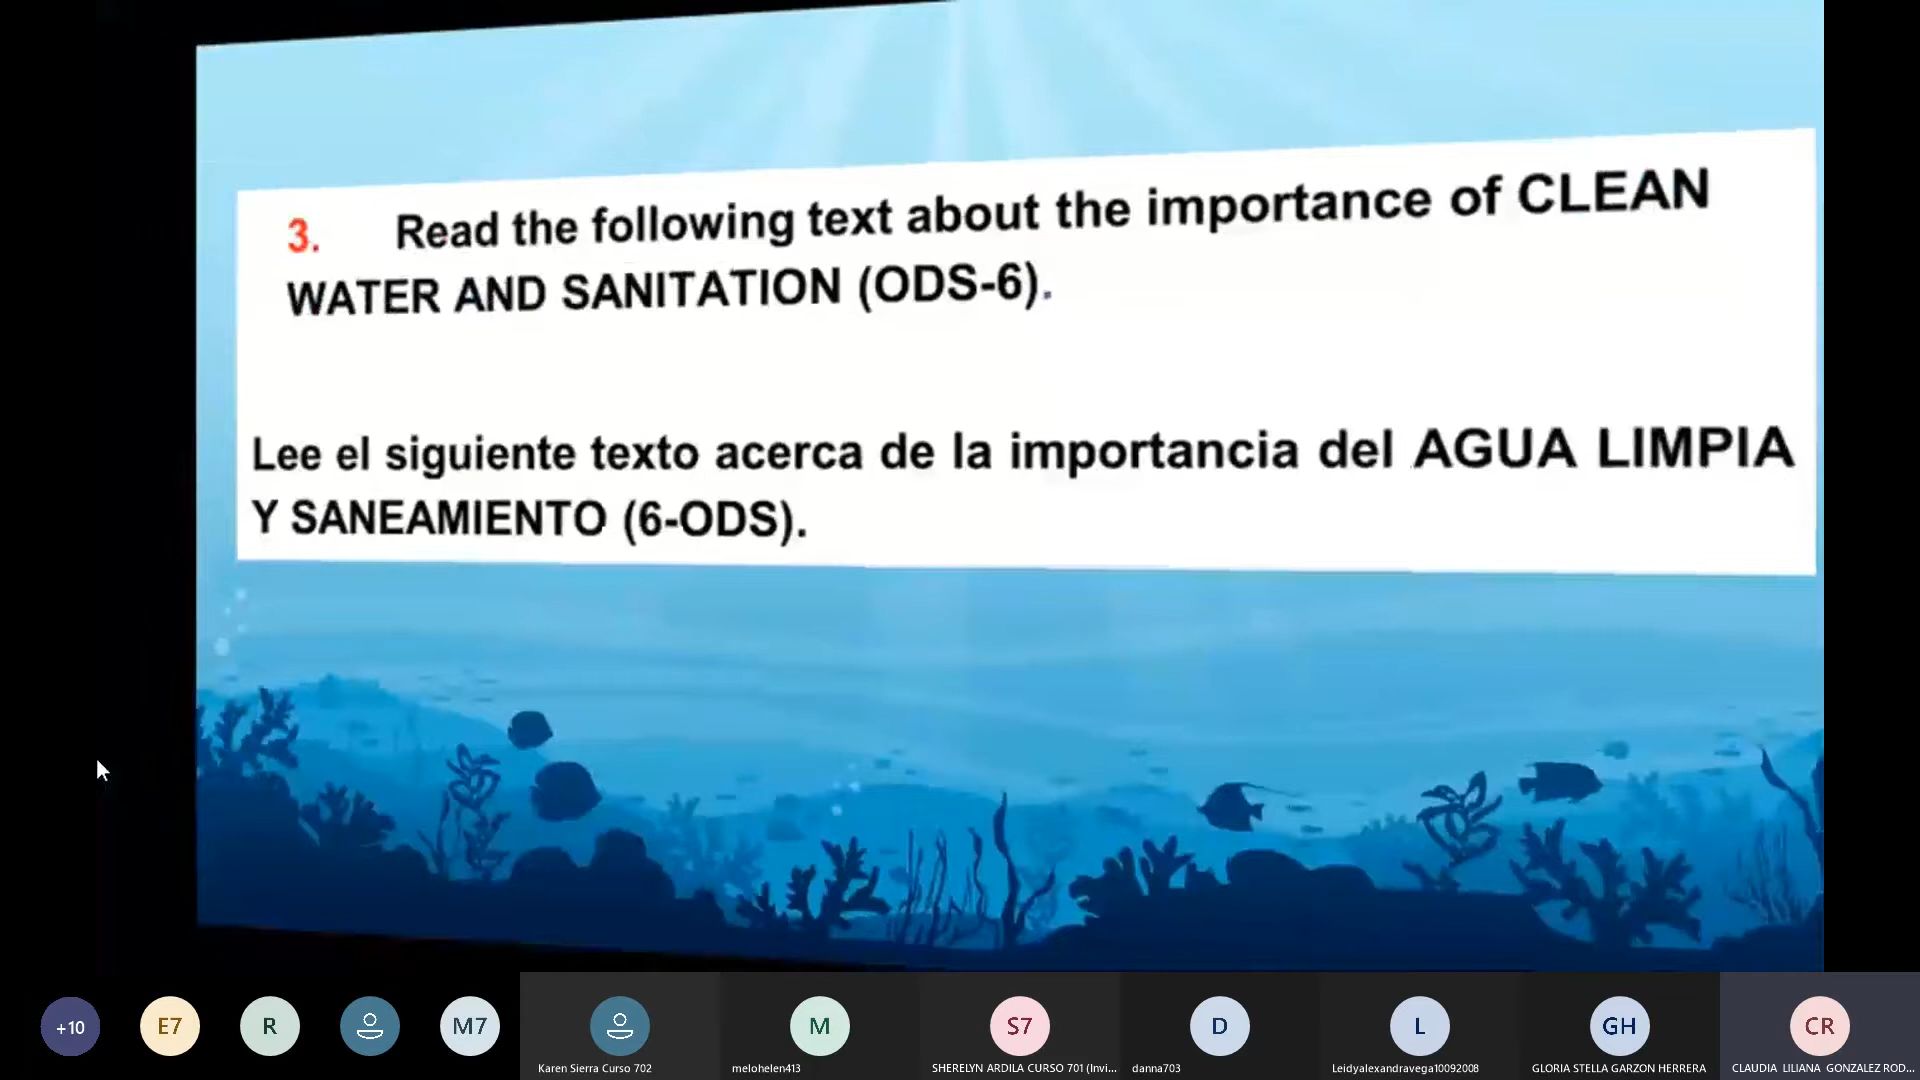 3. Read the following text about the importance of CLEAN
WATER AND SANITATION (ODS-6).
Lee el siguiente texto acerca de la importancia del AGUA LIMPIA
Y SANEAMIENTO (6-ODS).
+10
E7
R
M7
Karen Sierra Curso 702
M
melohelen413
S7
SHERELYN ARDILA CURSO 701 (Invi...
D
danna703
L
Leidyalexandravega10092008
GH
GLORIA STELLA GARZON HERRERA
CR
CLAUDIA LILIANA GONZALEZ ROD...